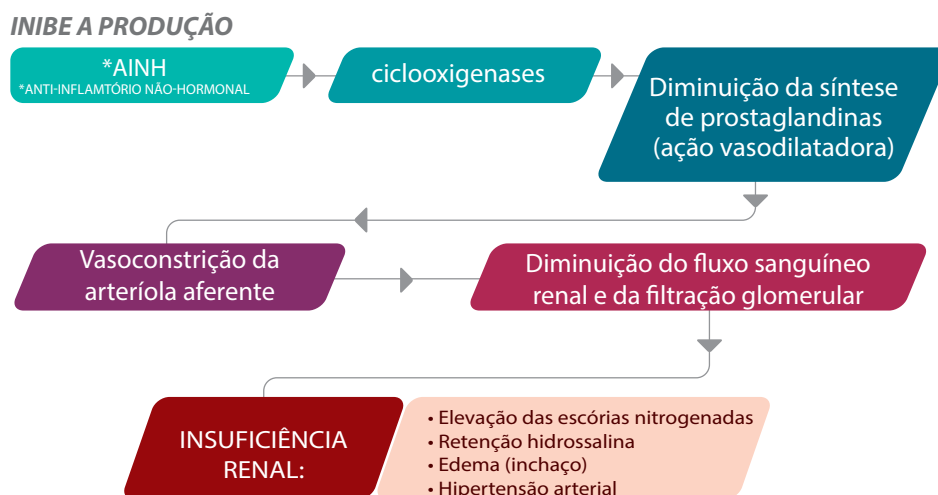 INIBE A PRODUÇÃO
*AINH
*ANTI-INFLAMTÓRIO NÃO-HORMONAL
ciclooxigenases
Diminuição da síntese
de prostaglandinas
(ação vasodilatadora)
Vasoconstrição da
arteríola aferente
Diminuição do fluxo sanguíneo
renal e da filtração glomerular
INSUFICIÊNCIA
RENAL:
• Elevação das escórias nitrogenadas
• Retenção hidrossalina
• Edema (inchaço)
• Hipertensão arterial